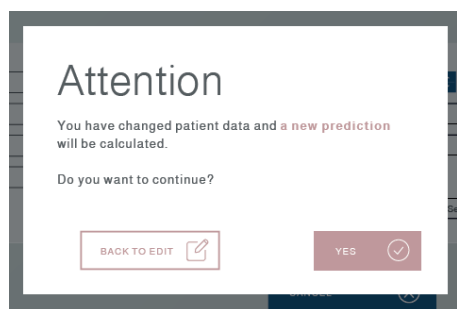 Attention
You have changed patient data and a new prediction
will be calculated.
Do you want to continue?
BACK TO EDIT
YES